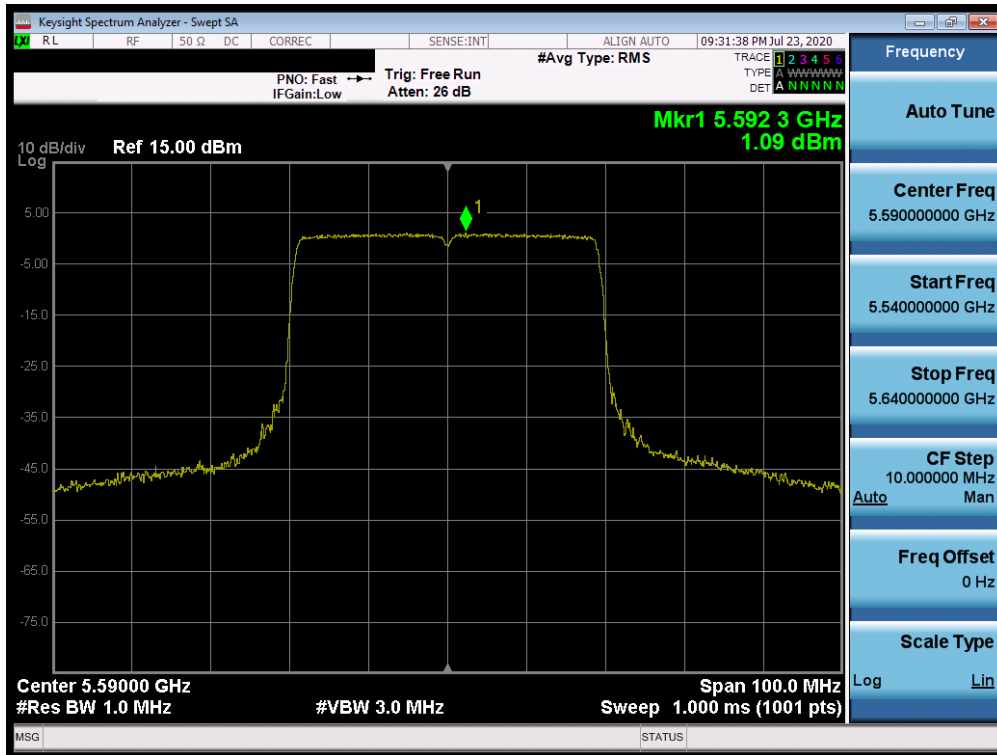 Keysight Spectrum Analyzer - Swept SA
LXI RL RF 50 Ω DC CORREC SENSE:INT ALIGN AUTO 09:31:38 PM Jul 23, 2020
#Avg Type: RMS TRACE 1 2 3 4 5 6
PNO: Fast Trig: Free Run TYPE A WWWWW
IFGain:Low Atten: 26 dB DET A N N N N N
Mkr1 5.592 3 GHz
1.09 dBm
10 dB/div Ref 15.00 dBm
Log
1
5.00
-5.00
-15.0
-25.0
-35.0
-45.0
-55.0
-65.0
-75.0
Center 5.59000 GHz Span 100.0 MHz
#Res BW 1.0 MHz #VBW 3.0 MHz Sweep 1.000 ms (1001 pts)
MSG STATUS
Frequency
Auto Tune
Center Freq
5.590000000 GHz
Start Freq
5.540000000 GHz
Stop Freq
5.640000000 GHz
CF Step
10.000000 MHz
Auto Man
Freq Offset
0 Hz
Scale Type
Log Lin